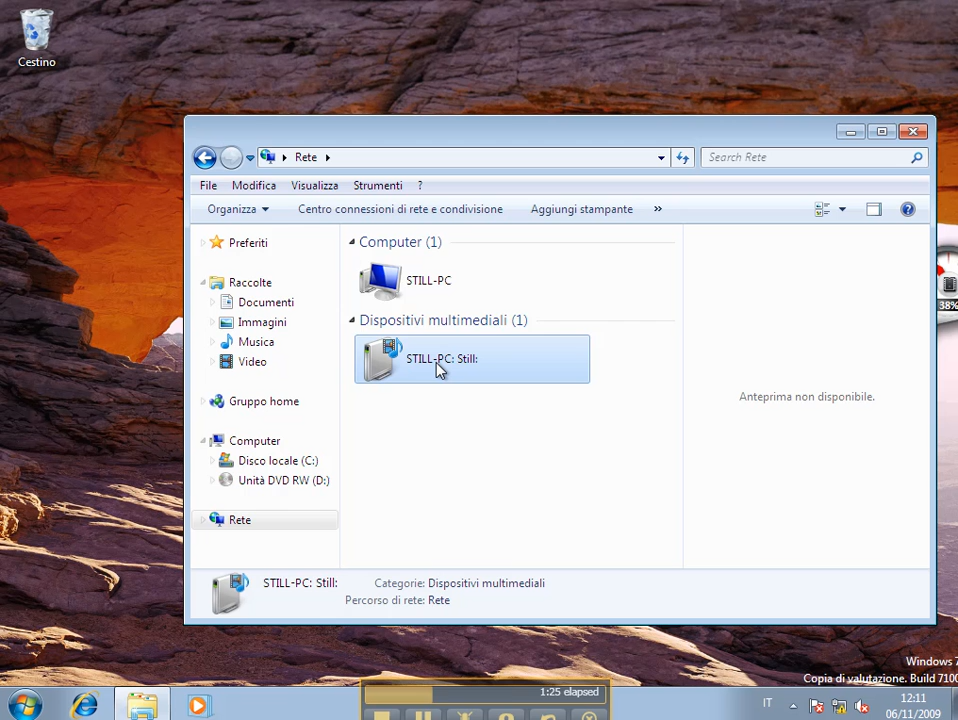 Cestino
Rete
Search Rete
File Modifica Visualizza Strumenti ?
Organizza Centro connessioni di rete e condivisione Aggiungi stampante »
Preferiti
Raccolte
Documenti
Immagini
Musica
Video
Gruppo home
Computer
Disco locale (C:)
Unità DVD RW (D:)
Rete
Computer (1)
STILL-PC
Dispositivi multimediali (1)
STILL-PC: Still:
Anteprima non disponibile.
STILL-PC: Still: Categorie: Dispositivi multimediali
Percorso di rete: Rete
38%
Windows 7
Copia di valutazione. Build 7100
1:25 elapsed
IT
12:11
06/11/2009